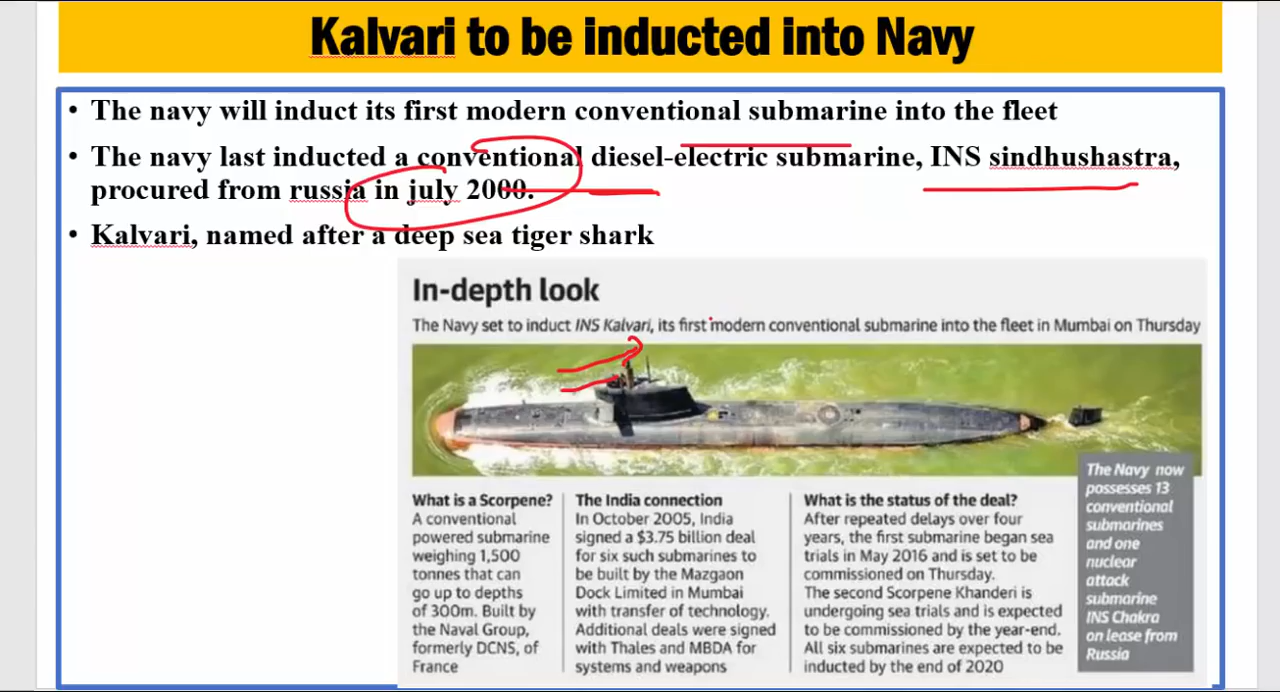 Kalvari to be inducted into Navy
• The navy will induct its first modern conventional submarine into the fleet
• The navy last inducted a conventional diesel-electric submarine, INS sindhushastra,
procured from russia in july 2000.
• Kalvari, named after a deep sea tiger shark
In-depth look
The Navy set to induct INS Kalvari, its first modern conventional submarine into the fleet in Mumbai on Thursday
What is a Scorpene?
A conventional
powered submarine
weighing 1,500
tonnes that can
go up to depths
of 300m. Built by
the Naval Group,
formerly DCNS, of
France
The India connection
In October 2005, India
signed a $3.75 billion deal
for six such submarines to
be built by the Mazgaon
Dock Limited in Mumbai
with transfer of technology.
Additional deals were signed
with Thales and MBDA for
systems and weapons
What is the status of the deal?
After repeated delays over four
years, the first submarine began sea
trials in May 2016 and is set to be
commissioned on Thursday.
The second Scorpene Khanderi is
undergoing sea trials and is expected
to be commissioned by the year-end.
All six submarines are expected to be
inducted by the end of 2020
The Navy now
possesses 13
conventional
submarines
and one
nuclear
attack
submarine
INS Chakra
on lease from
Russia